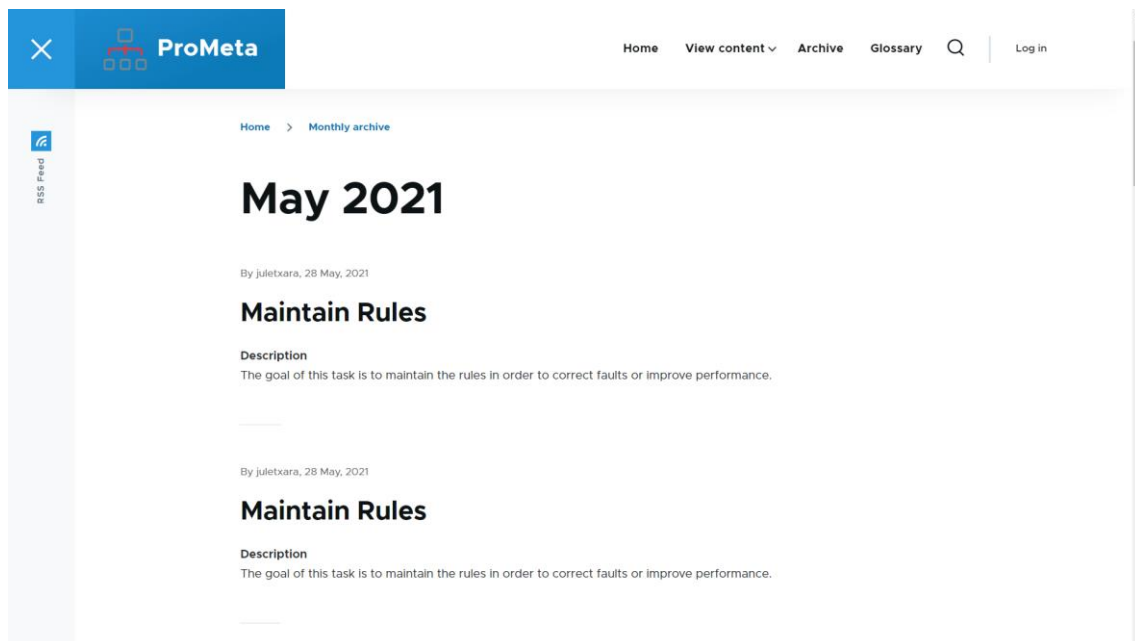 ProMeta
Home View content Archive Glossary Log in
RSS Feed
Home > Monthly archive
May 2021
By juletxara, 28 May, 2021
Maintain Rules
Description
The goal of this task is to maintain the rules in order to correct faults or improve performance.
By juletxara, 28 May, 2021
Maintain Rules
Description
The goal of this task is to maintain the rules in order to correct faults or improve performance.